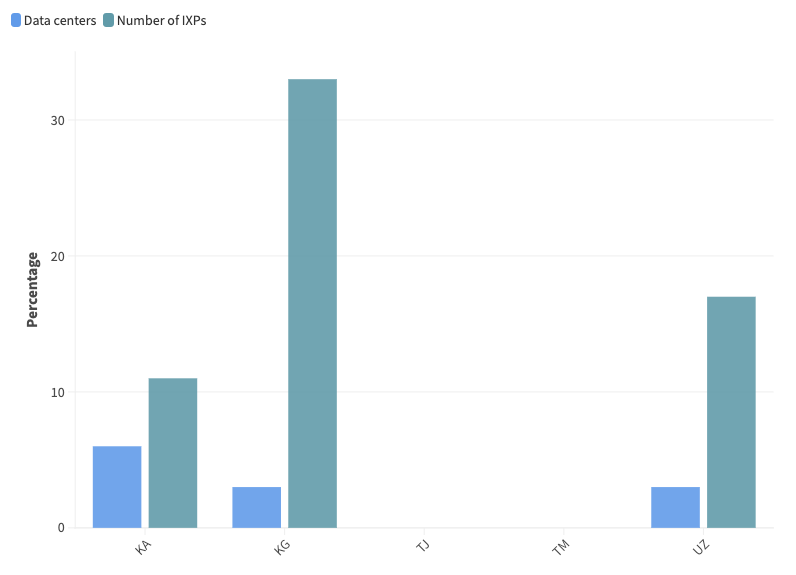 Data centers Number of IXPs
Percentage
30
20
10
0
KA KG TJ TM UZ